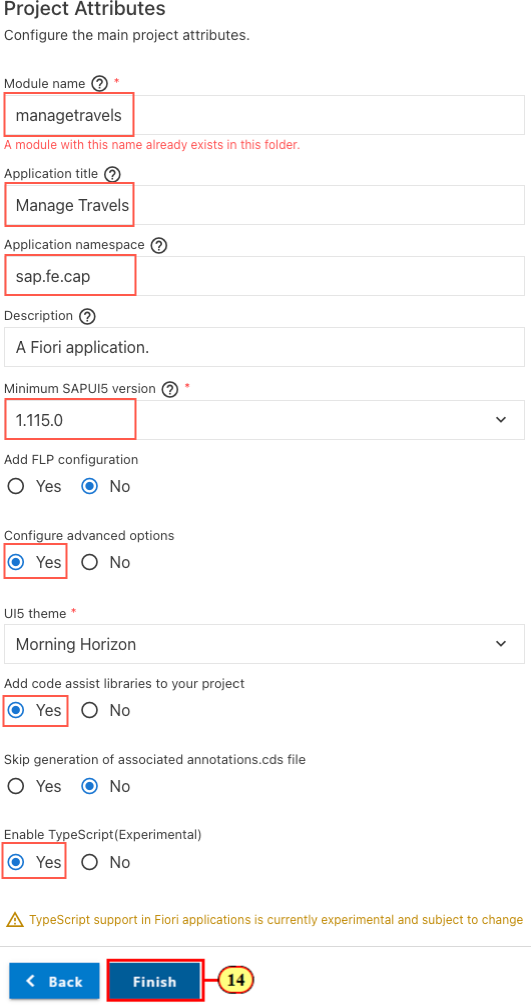 Project Attributes
Configure the main project attributes.
Module name ? *
managetravels
A module with this name already exists in this folder.
Application title ?
Manage Travels
Application namespace ?
sap.fe.cap
Description ?
A Fiori application.
Minimum SAPUI5 version ? *
1.115.0
Add FLP configuration
Yes No
Configure advanced options
Yes No
UI5 theme *
Morning Horizon
Add code assist libraries to your project
Yes No
Skip generation of associated annotations.cds file
Yes No
Enable TypeScript(Experimental)
Yes No
TypeScript support in Fiori applications is currently experimental and subject to change
Back Finish 14